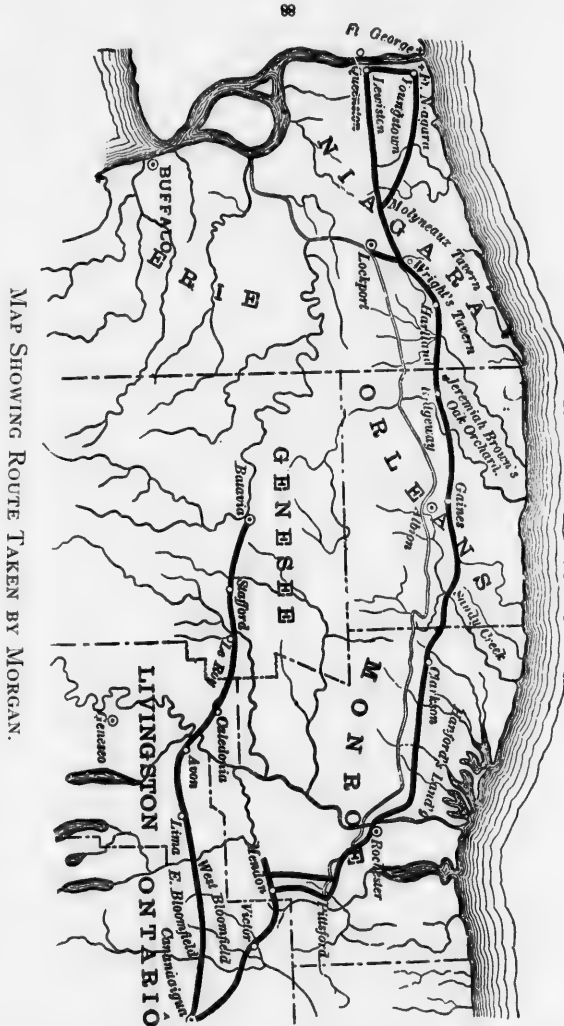 88
Ft George
Ft. Niagara
Youngstown
Lewiston
Queenston
NIAGARA
Molyneaux Tavern
Wright's Tavern
Hartland
Lockport
BUFFALO
ERIE
Jeremiah Brown's
Oak Orchard.
Ridgeway
Gaines
ORLEANS
Albion
Sandy Creek
GENESEE
Batavia
Stafford
Le Roy
Caledonia
MONROE
Clarkson
Hanford's Land'g
Rochester
Pittsford
Mendon
Victor
LIVINGSTON
Geneseo
Avon
Lima
West Bloomfield
E. Bloomfield
Canandaigua
ONTARIO
MAP SHOWING ROUTE TAKEN BY MORGAN.